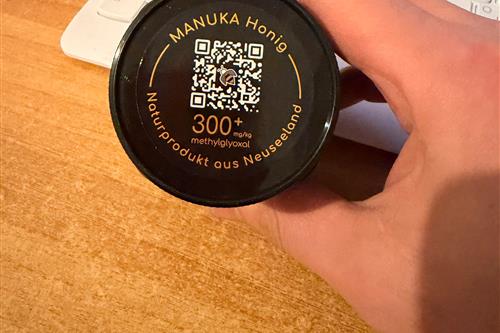 MANUKA Honig
300+
mg/kg
methylglyoxal
Naturprodukt aus Neuseeland